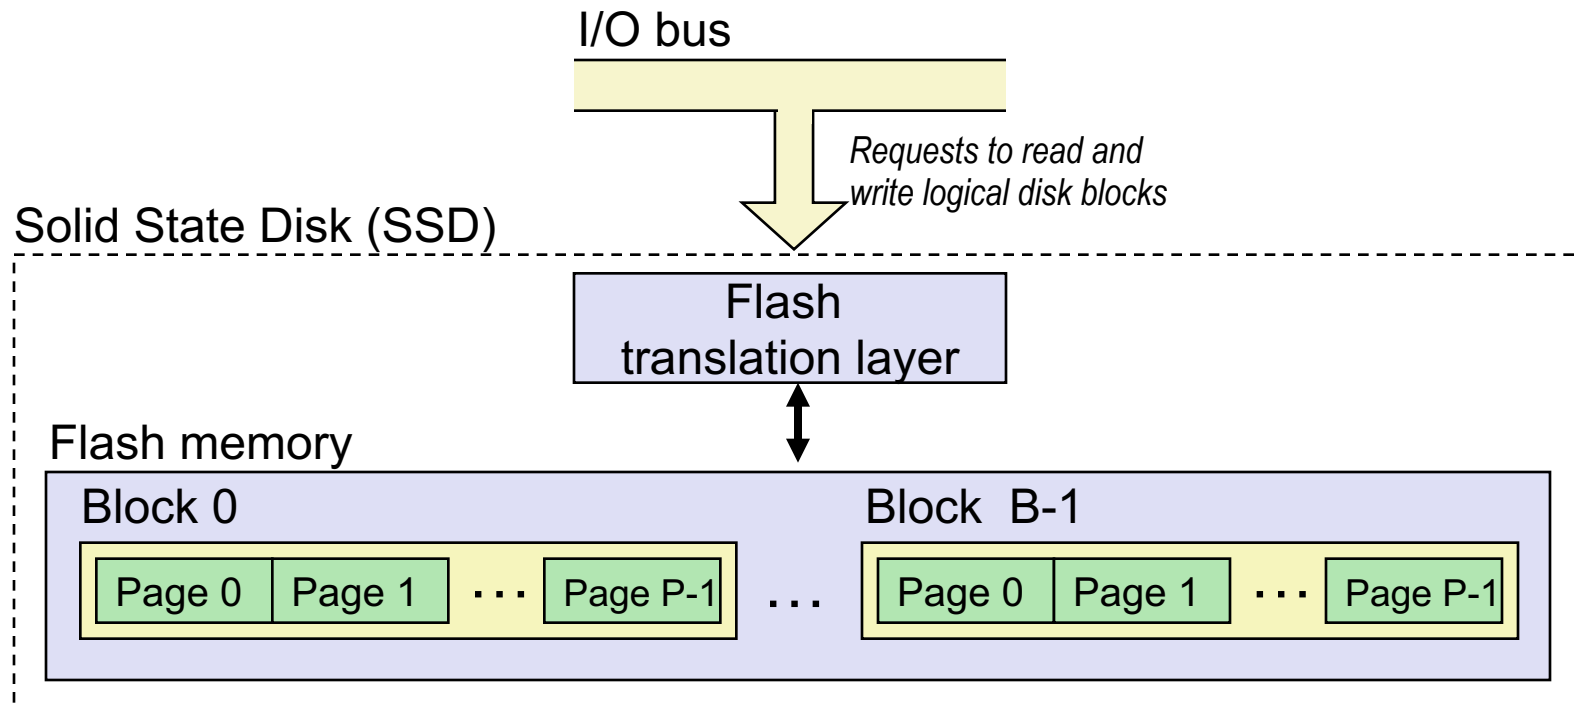 I/O bus
Requests to read and
write logical disk blocks
Solid State Disk (SSD)
Flash
translation layer
Flash memory
Block 0
Block B-1
Page 0 Page 1 ... Page P-1 ... Page 0 Page 1 ... Page P-1